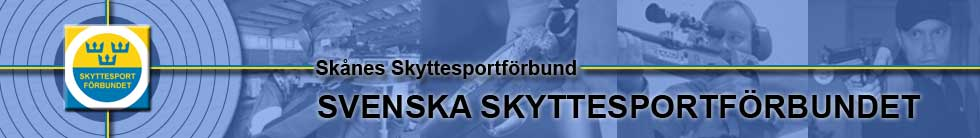 SKYTTESPORT
FÖRBUNDET
Skånes Skyttesportförbund
SVENSKA SKYTTESPORTFÖRBUNDET